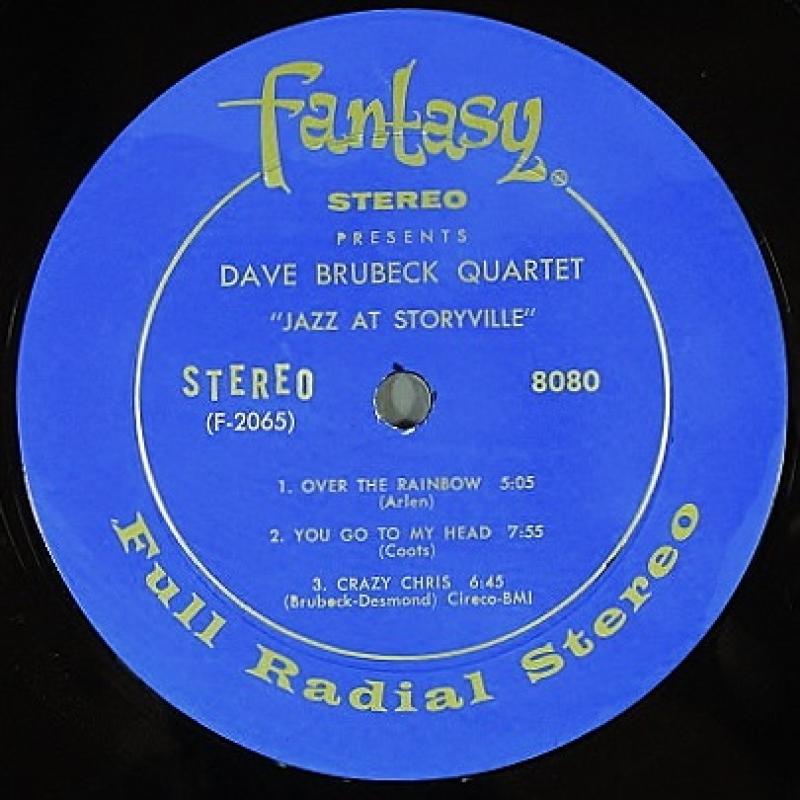 Fantasy®
STEREO
PRESENTS
DAVE BRUBECK QUARTET
"JAZZ AT STORYVILLE"
STEREO
(F-2065)
8080
1. OVER THE RAINBOW 5:05
(Arlen)
2. YOU GO TO MY HEAD 7:55
(Coots)
3. CRAZY CHRIS 6:45
(Brubeck-Desmond) Cireco-BMI
Full Radial Stereo